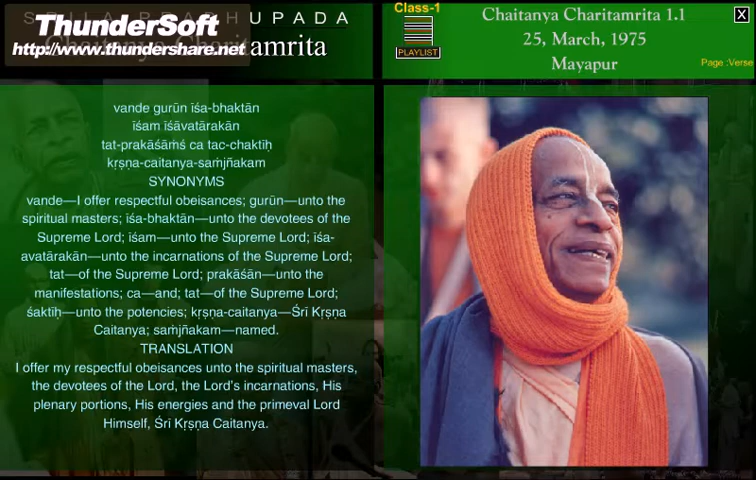 SRILA PRABHUPADA
ThunderSoft
http://www.thundershare.net
Chaitanya Charitamrita
Class-1
PLAYLIST
Chaitanya Charitamrita 1.1
25, March, 1975
Mayapur
X
Page :Verse
vande gurūn īśa-bhaktān
īśam īśāvatārakān
tat-prakāśāṁś ca tac-chaktīḥ
kṛṣṇa-caitanya-saṁjñakam
SYNONYMS
vande—I offer respectful obeisances; gurūn—unto the
spiritual masters; īśa-bhaktān—unto the devotees of the
Supreme Lord; īśam—unto the Supreme Lord; īśa-
avatārakān—unto the incarnations of the Supreme Lord;
tat—of the Supreme Lord; prakāśān—unto the
manifestations; ca—and; tat—of the Supreme Lord;
śaktīḥ—unto the potencies; kṛṣṇa-caitanya—Śrī Kṛṣṇa
Caitanya; saṁjñakam—named.
TRANSLATION
I offer my respectful obeisances unto the spiritual masters,
the devotees of the Lord, the Lord's incarnations, His
plenary portions, His energies and the primeval Lord
Himself, Śrī Kṛṣṇa Caitanya.